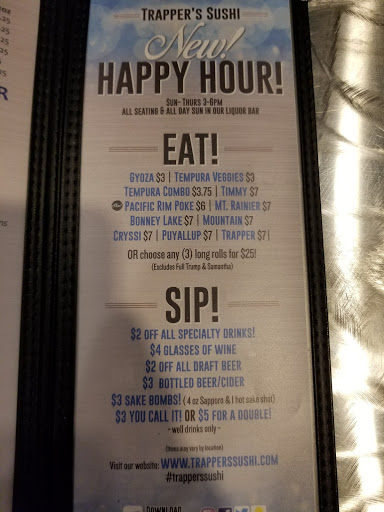 TRAPPER'S SUSHI
New!
HAPPY HOUR!
SUN- THURS 3-6PM
ALL SEATING & ALL DAY SUN IN OUR LIQUOR BAR
EAT!
GYOZA $3 | TEMPURA VEGGIES $3
TEMPURA COMBO $3.75 | TIMMY $7
PACIFIC RIM POKE $6 | MT. RAINIER $7
BONNEY LAKE $7 | MOUNTAIN $7
CRYSSI $7 | PUYALLUP $7 | TRAPPER $7 |
OR choose any (3) long rolls for $25!
(Excludes Full Trump & Samantha)
SIP!
$2 OFF ALL SPECIALTY DRINKS!
$4 GLASSES OF WINE
$2 OFF ALL DRAFT BEER
$3 BOTTLED BEER/CIDER
$3 SAKE BOMBS! ( 4 oz Sapporo & 1 hot sake shot)
$3 YOU CALL IT! OR $5 FOR A DOUBLE!
- well drinks only -
(Items may vary by location)
Visit our website: WWW.TRAPPERSSUSHI.COM
#trapperssushi
DOWNLOAD